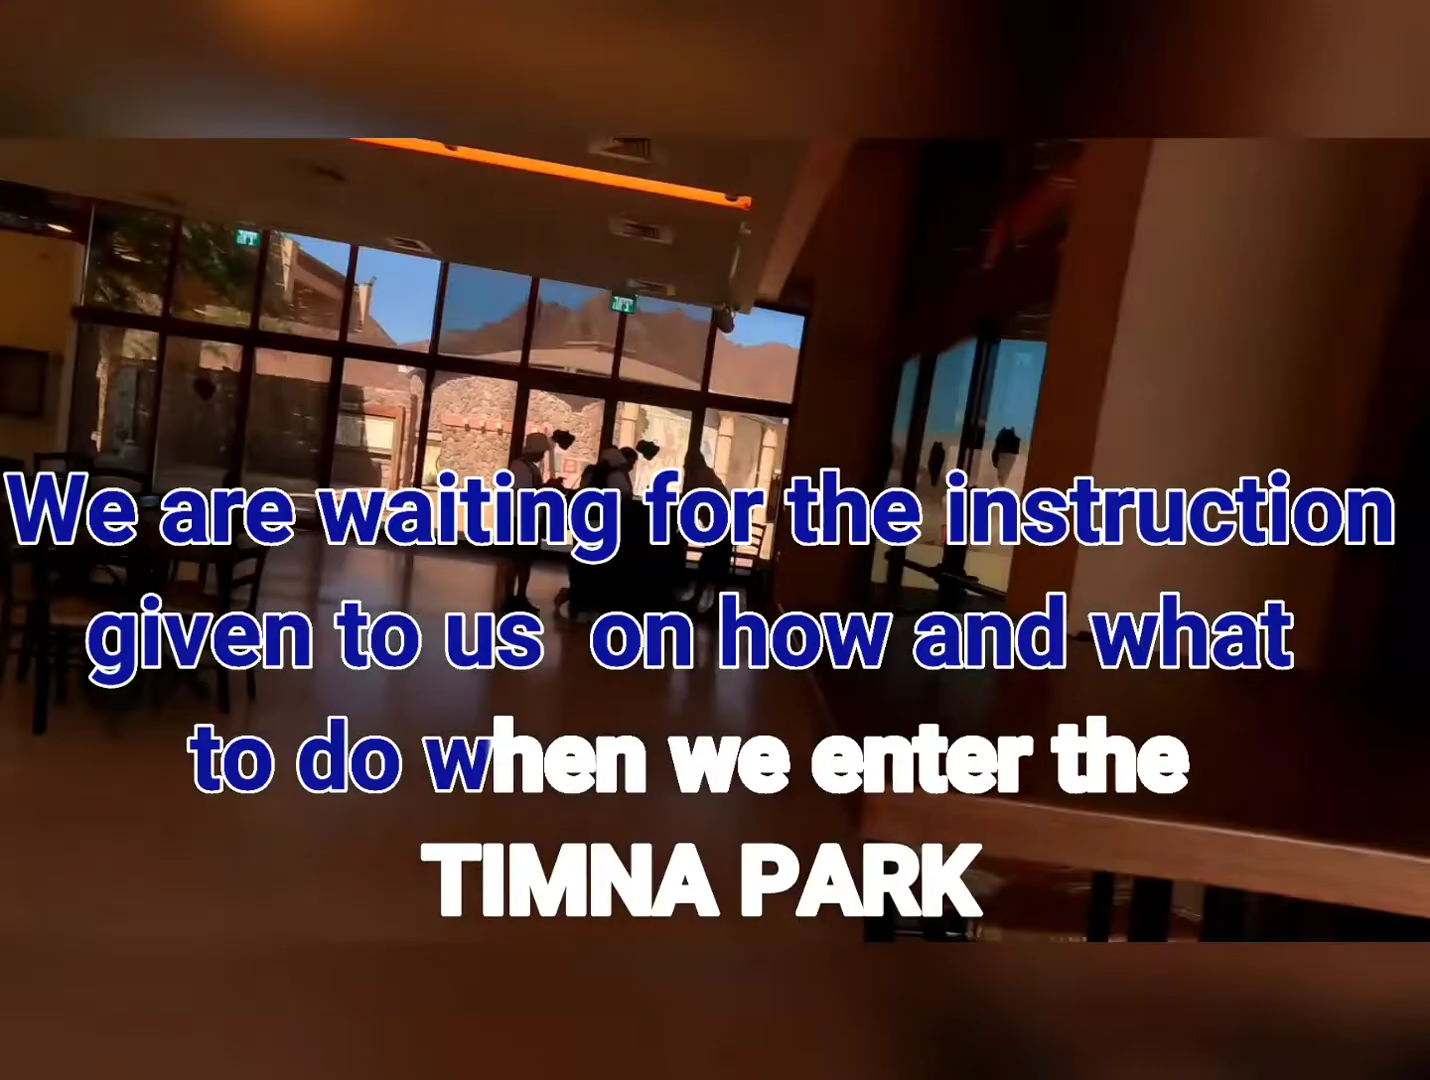 We are waiting for the instruction
given to us on how and what
to do when we enter the
TIMNA PARK